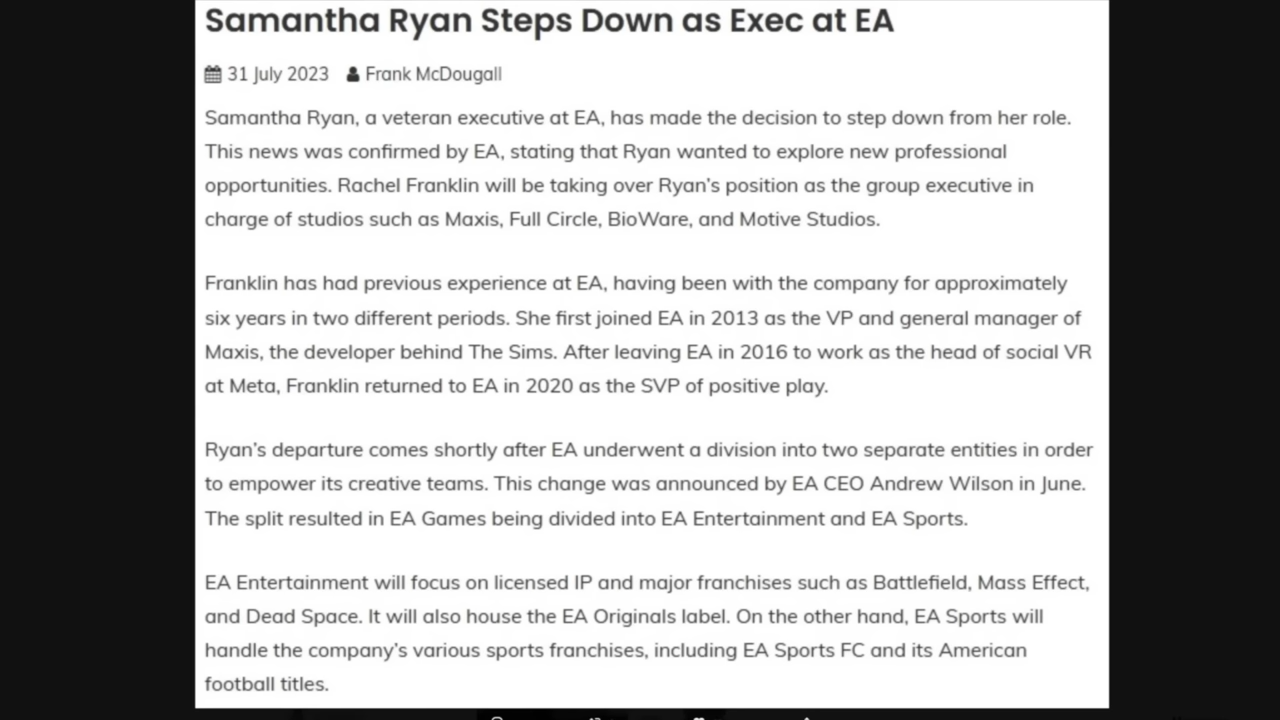 Samantha Ryan Steps Down as Exec at EA
31 July 2023 Frank McDougall
Samantha Ryan, a veteran executive at EA, has made the decision to step down from her role.
This news was confirmed by EA, stating that Ryan wanted to explore new professional
opportunities. Rachel Franklin will be taking over Ryan's position as the group executive in
charge of studios such as Maxis, Full Circle, BioWare, and Motive Studios.
Franklin has had previous experience at EA, having been with the company for approximately
six years in two different periods. She first joined EA in 2013 as the VP and general manager of
Maxis, the developer behind The Sims. After leaving EA in 2016 to work as the head of social VR
at Meta, Franklin returned to EA in 2020 as the SVP of positive play.
Ryan's departure comes shortly after EA underwent a division into two separate entities in order
to empower its creative teams. This change was announced by EA CEO Andrew Wilson in June.
The split resulted in EA Games being divided into EA Entertainment and EA Sports.
EA Entertainment will focus on licensed IP and major franchises such as Battlefield, Mass Effect,
and Dead Space. It will also house the EA Originals label. On the other hand, EA Sports will
handle the company's various sports franchises, including EA Sports FC and its American
football titles.